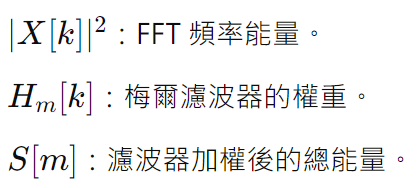 |X[k]|²：FFT 頻率能量。
Hₘ[k]：梅爾濾波器的權重。
S[m]：濾波器加權後的總能量。